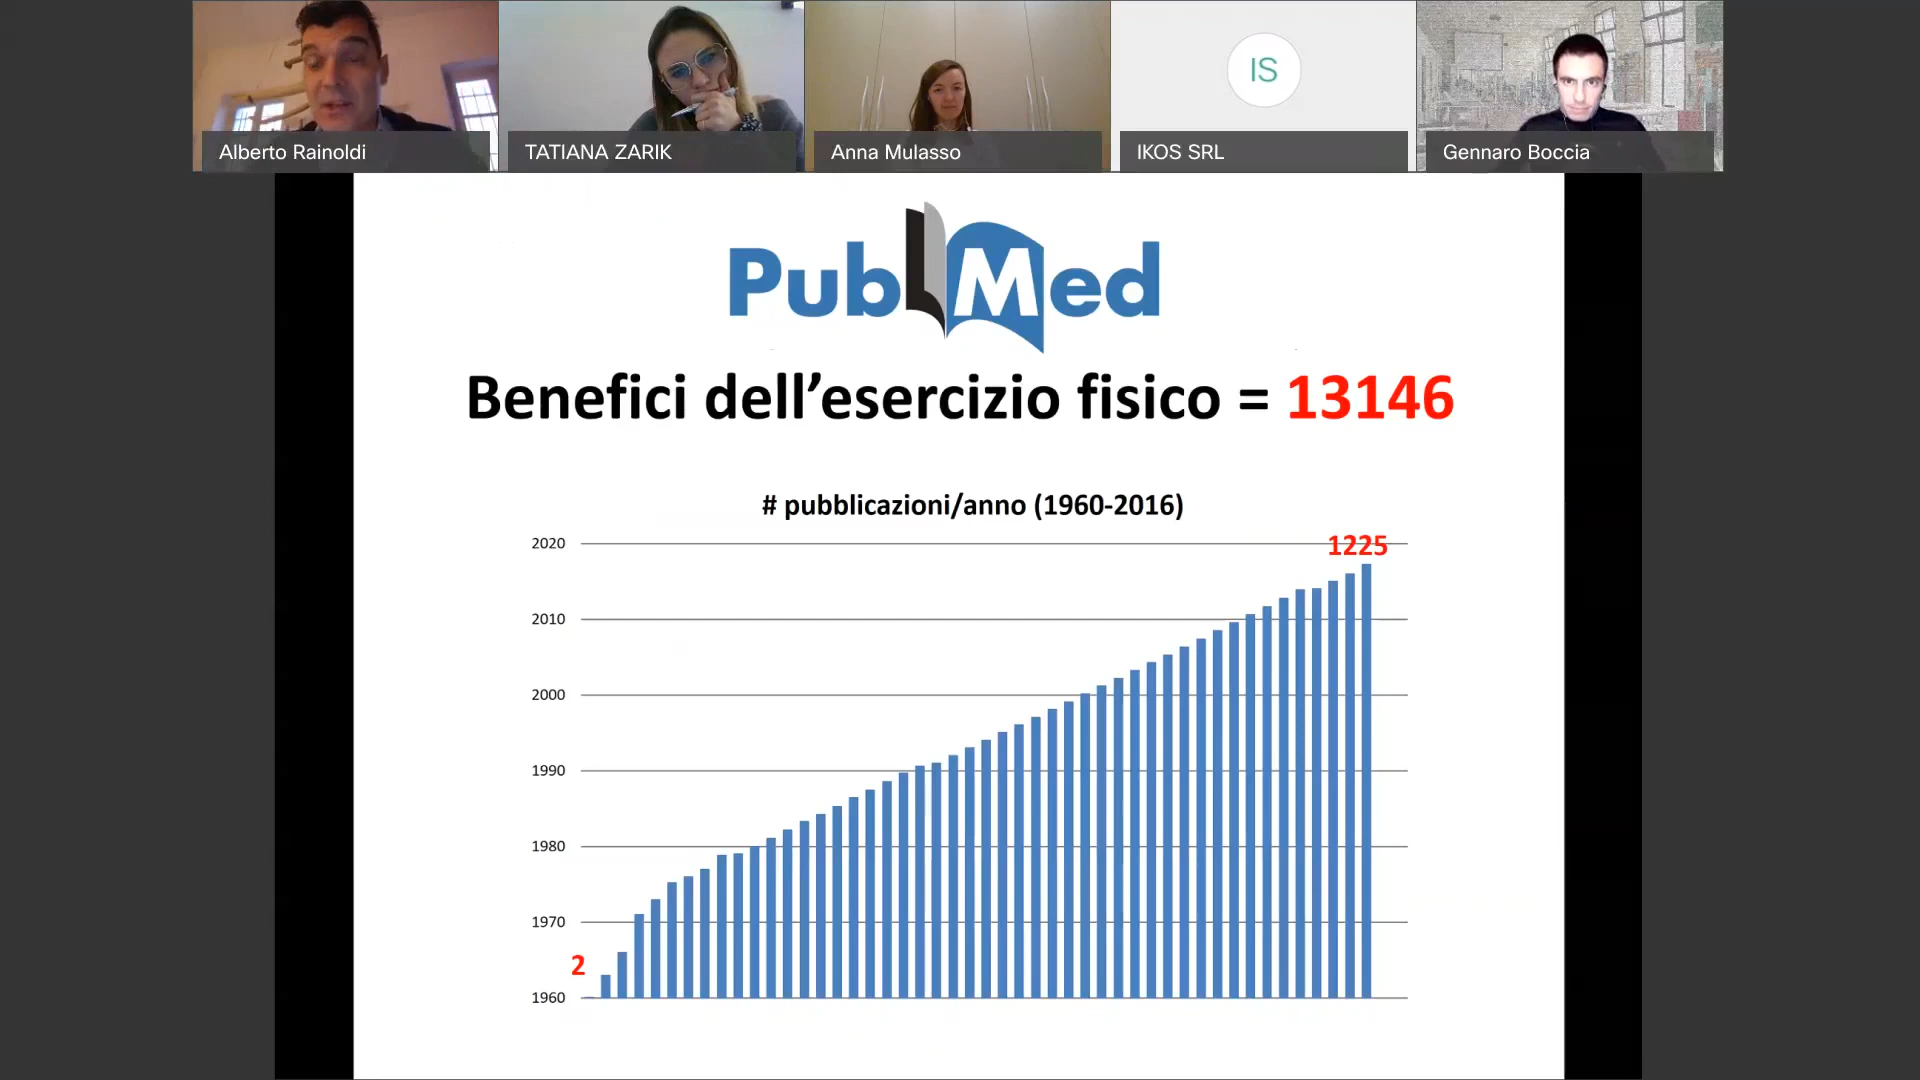 Alberto Rainoldi
TATIANA ZARIK
Anna Mulasso
IS
IKOS SRL
Gennaro Boccia
PubMed
Benefici dell’esercizio fisico = 13146
# pubblicazioni/anno (1960-2016)
2020
1225
2010
2000
1990
1980
1970
2
1960